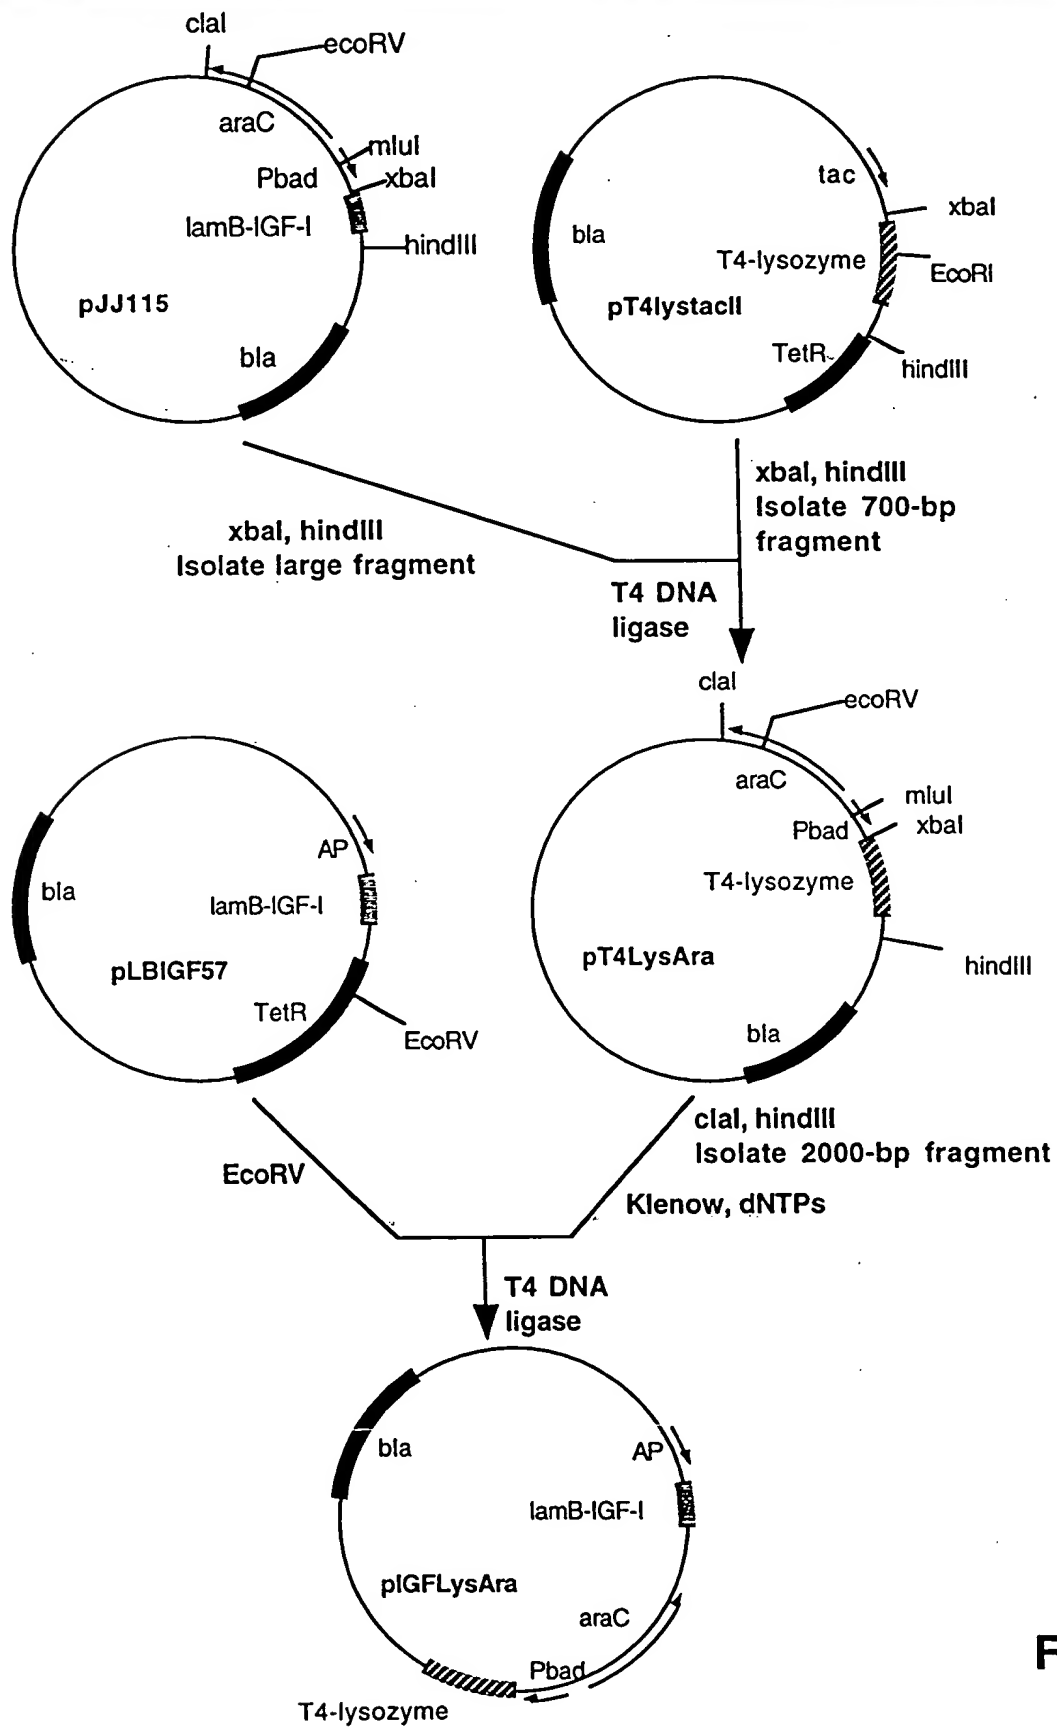 claI
ecoRV
araC
mluI
Pbad
xbaI
lamB-IGF-I
hindIII
pJJ115
bla
tac
xbaI
bla
T4-lysozyme
EcoRI
pT4lystacII
TetR
hindIII
xbaI, hindIII
Isolate large fragment
xbaI, hindIII
Isolate 700-bp
fragment
T4 DNA
ligase
claI
ecoRV
araC
mluI
Pbad
xbaI
T4-lysozyme
pT4LysAra
hindIII
bla
AP
bla
lamB-IGF-I
pLBIGF57
TetR
EcoRV
EcoRV
claI, hindIII
Isolate 2000-bp fragment
Klenow, dNTPs
T4 DNA
ligase
bla
AP
lamB-IGF-I
pIGFLysAra
araC
Pbad
T4-lysozyme